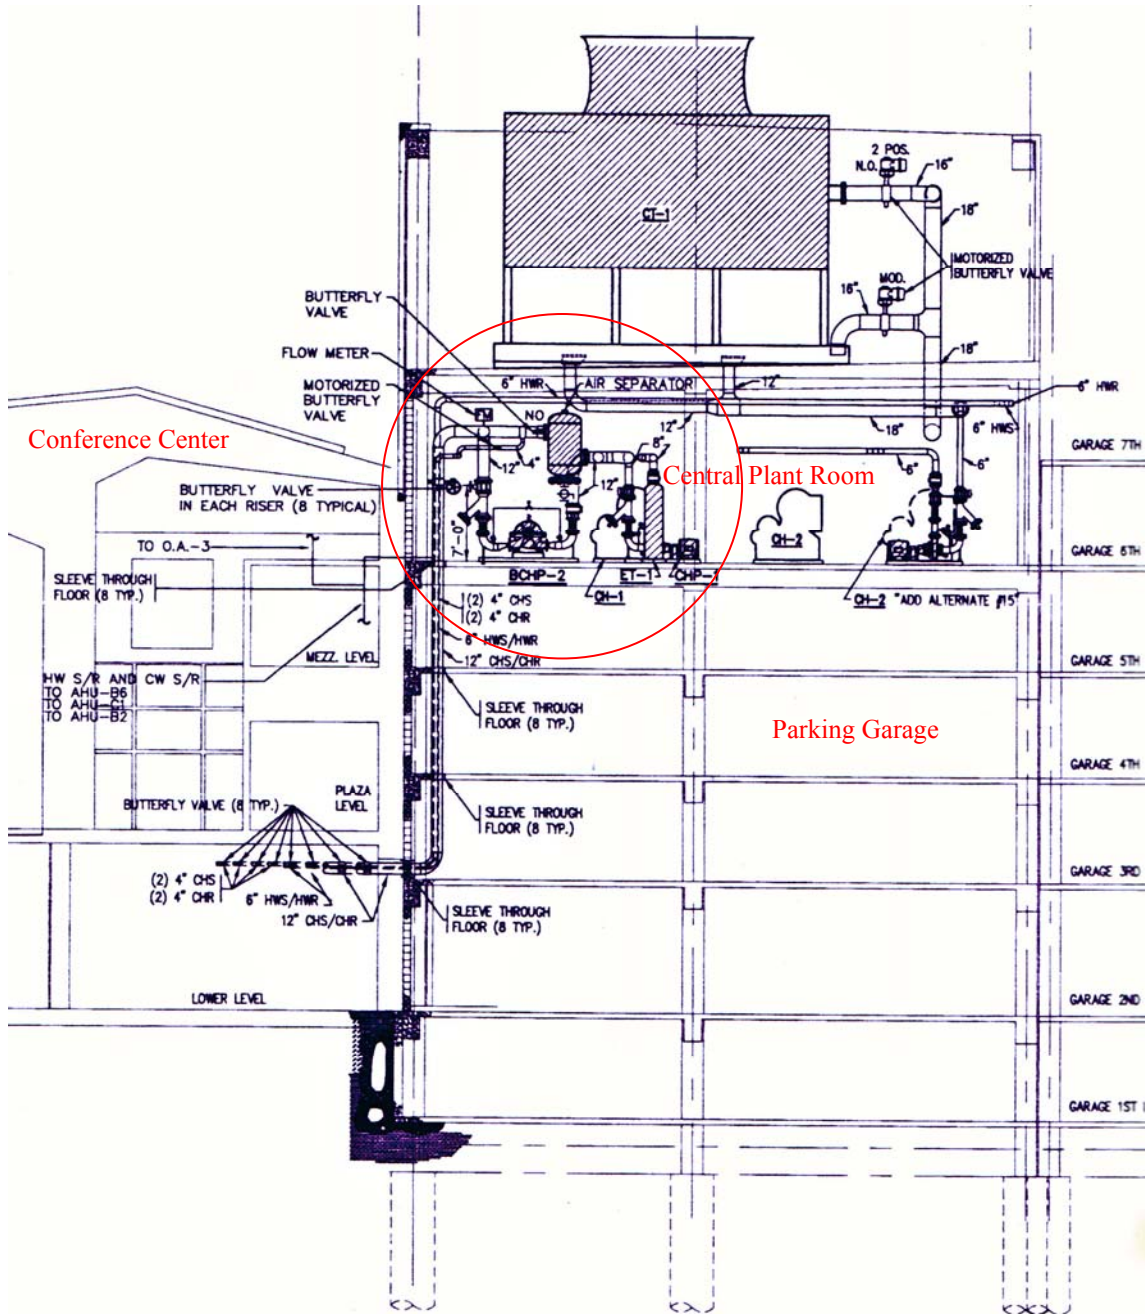 2 POS.
N.O.
16"
CT-1
18"
MOTORIZED
BUTTERFLY VALVE
MOD.
16"
BUTTERFLY
VALVE
18"
FLOW METER
6" HWR
AIR SEPARATOR
12"
6" HWR
MOTORIZED
BUTTERFLY
VALVE
FM
NO
12"
18"
6" HWS
Conference Center
12"
4"
8"
GARAGE 7TH
Central Plant Room
6"
6"
BUTTERFLY VALVE
IN EACH RISER (8 TYPICAL)
12"
7'-0"
TO O.A.-3
CH-2
GARAGE 6TH
SLEEVE THROUGH
FLOOR (8 TYP.)
BCHP-2
ET-1
CHP-1
CH-1
CH-2 "ADD ALTERNATE #15"
(2) 4" CHS
(2) 4" CHR
6" HWS/HWR
MEZZ. LEVEL
12" CHS/CHR
GARAGE 5TH
HW S/R AND CW S/R
TO AHU-B6
TO AHU-C1
TO AHU-B2
SLEEVE THROUGH
FLOOR (8 TYP.)
Parking Garage
GARAGE 4TH
PLAZA
LEVEL
BUTTERFLY VALVE (8 TYP.)
SLEEVE THROUGH
FLOOR (8 TYP.)
GARAGE 3RD
(2) 4" CHS
(2) 4" CHR
6" HWS/HWR
12" CHS/CHR
SLEEVE THROUGH
FLOOR (8 TYP.)
LOWER LEVEL
GARAGE 2ND
GARAGE 1ST